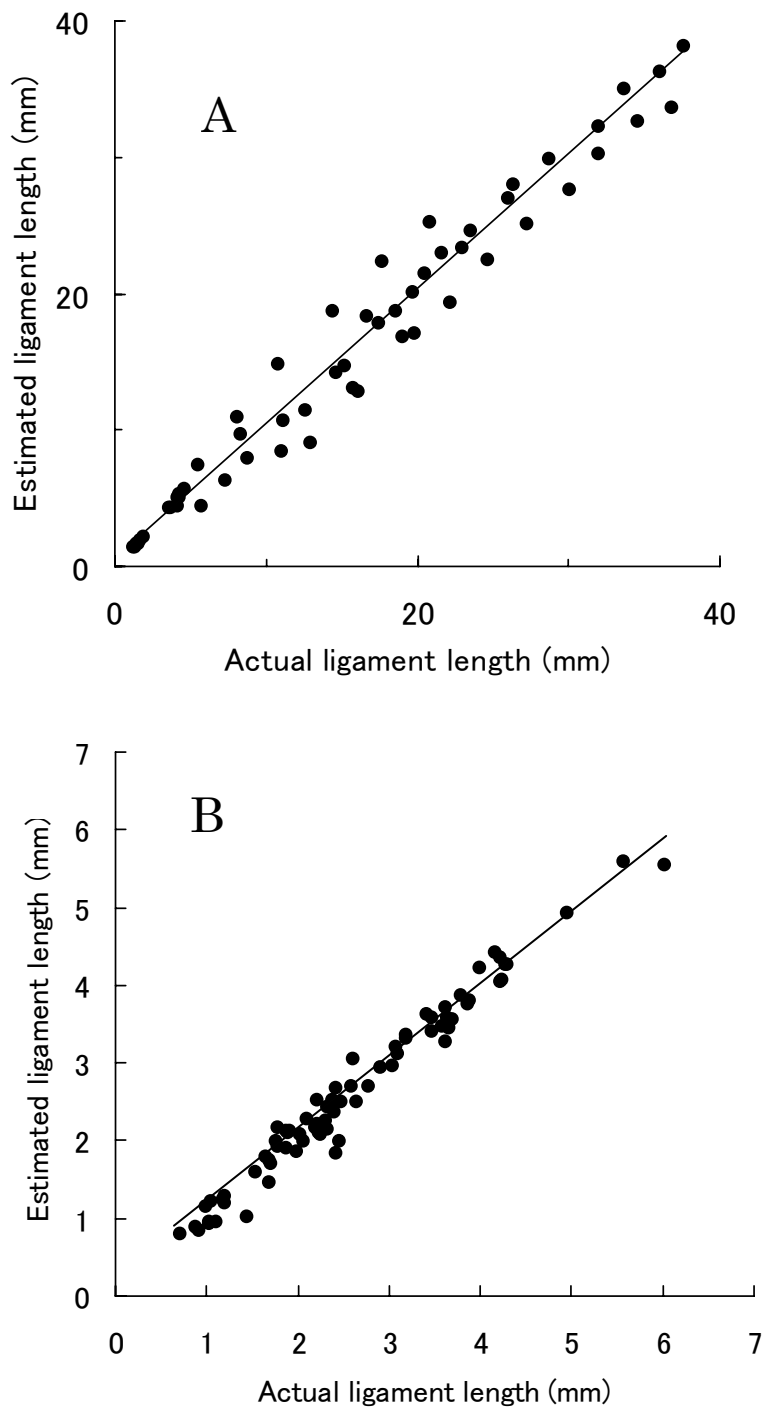 40
A
Estimated ligament length (mm)
20
0
0 20 40
Actual ligament length (mm)
7
B
6
5
Estimated ligament length (mm)
4
3
2
1
0
0 1 2 3 4 5 6 7
Actual ligament length (mm)